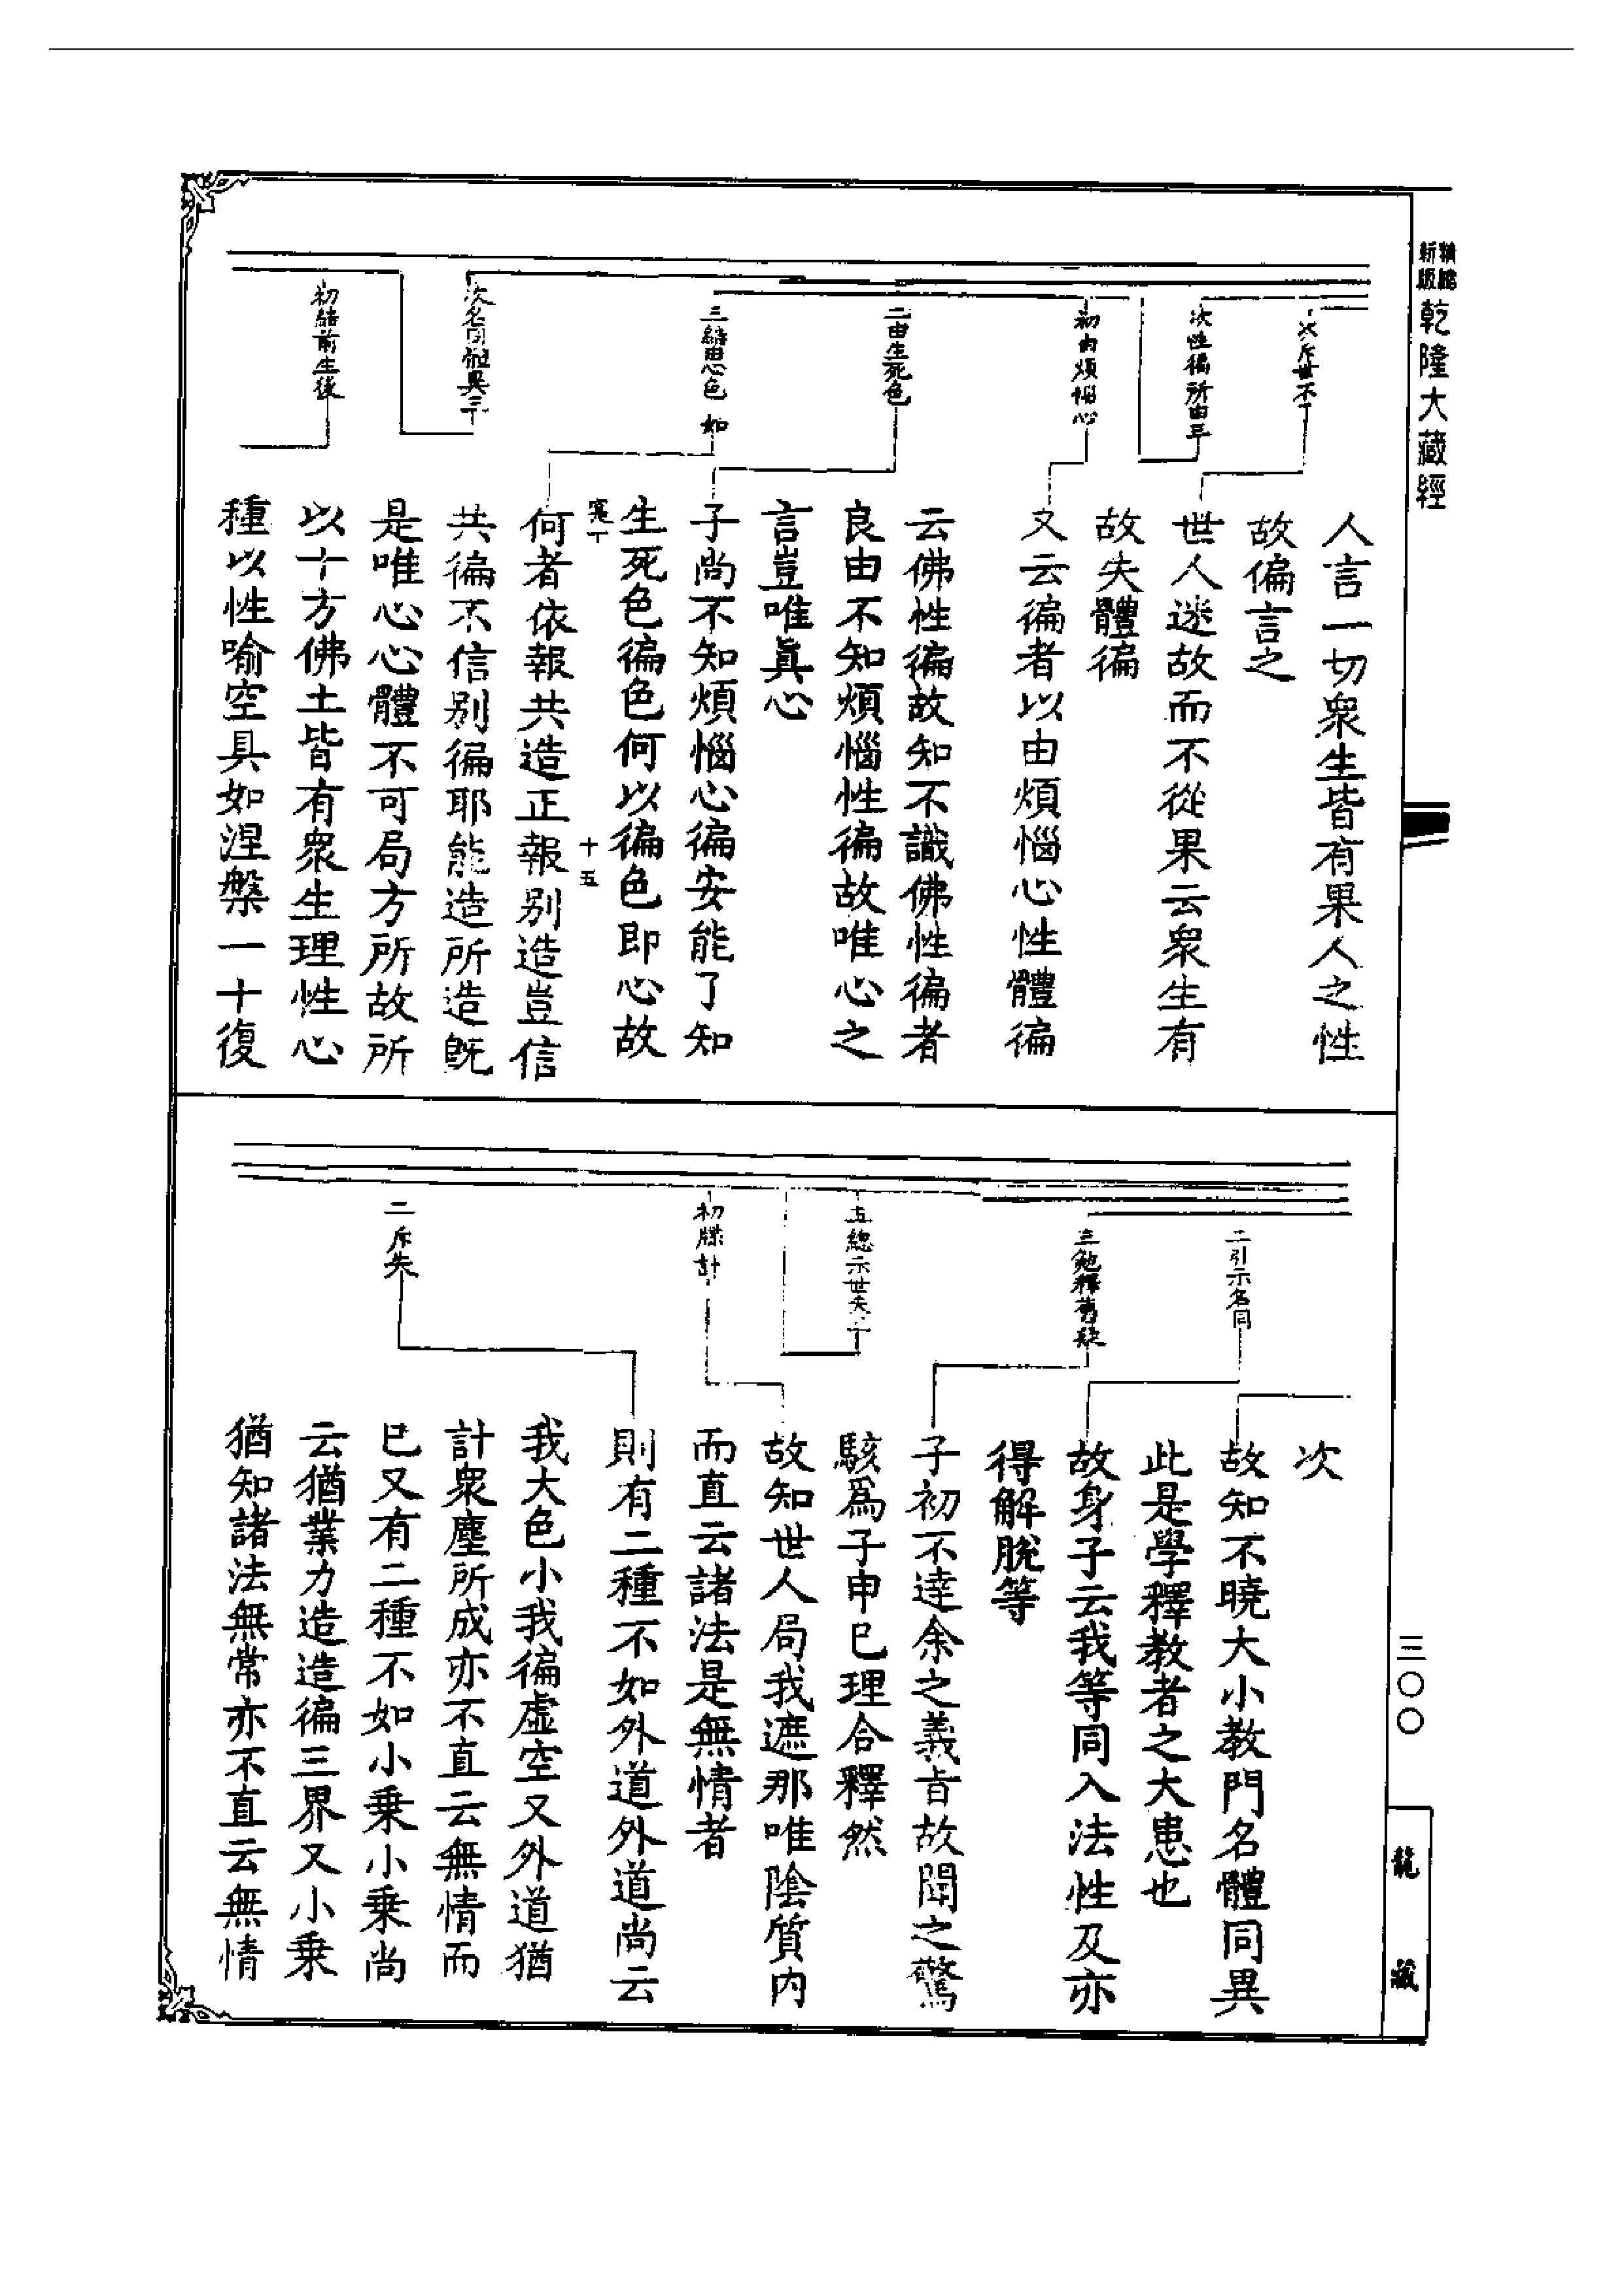 新版
乾隆大藏經
次斥世不
次性徧所由三
初由煩惱心
二由生死色
三結由心色
如
次名同體異三
初結前生後
人言一切衆生皆有果人之性
故偏言之
世人迷故而不從果云衆生有
故失體徧
又云徧者以由煩惱心性體徧
云佛性徧故知不識佛性徧者
良由不知煩惱性徧故唯心之
言豈唯眞心
子尚不知煩惱心徧安能了知
生死色徧色何以徧色即心故
十五
何者依報共造正報別造豈信
共徧不信別徧耶能造所造旣
是唯心心體不可局方所故所
以十方佛土皆有衆生理性心
種以性喻空具如涅槃一十復
二引示名同
三勉釋舊疑
五總示世失二
初牒計
二斥失
次
故知不曉大小教門名體同異
此是學釋教者之大患也
故身子云我等同入法性及亦
得解脫等
子初不達余之義旨故聞之驚
駭爲子申已理合釋然
故知世人局我遮那唯陰質内
而直云諸法是無情者
則有二種不如外道外道尚云
我大色小我徧虛空又外道猶
計衆塵所成亦不直云無情而
已又有二種不如小乘小乘尚
云猶業力造造徧三界又小乘
猶知諸法無常亦不直云無情
三〇〇
龍藏